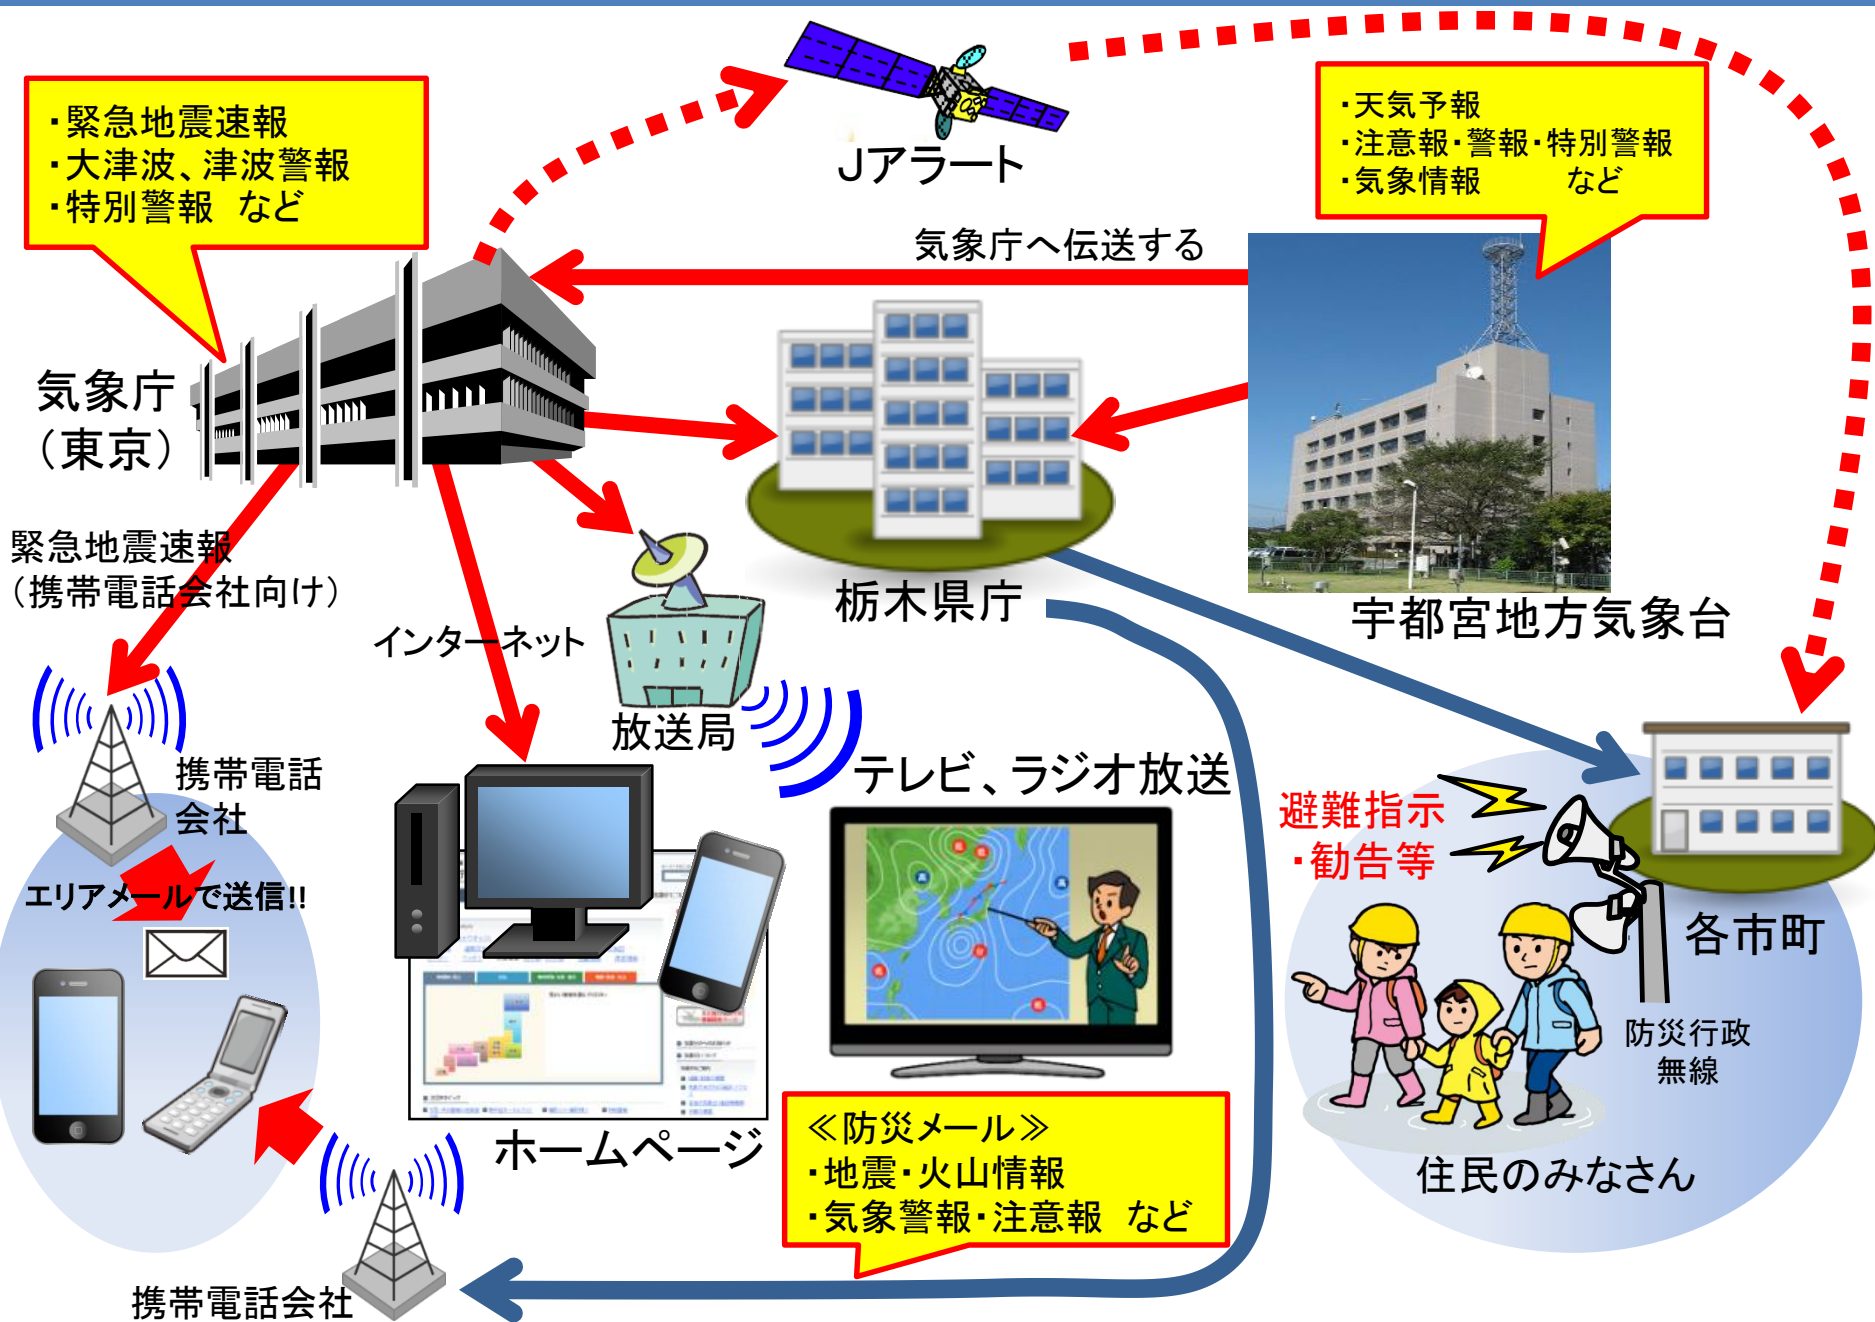 ・緊急地震速報
・大津波、津波警報
・特別警報 など
Jアラート
・天気予報
・注意報・警報・特別警報
・気象情報 など
気象庁へ伝送する
気象庁
（東京）
栃木県庁
宇都宮地方気象台
緊急地震速報
（携帯電話会社向け）
インターネット
放送局
携帯電話
会社
テレビ、ラジオ放送
避難指示
・勧告等
エリアメールで送信!!
各市町
防災行政
無線
ホームページ
≪防災メール≫
・地震・火山情報
・気象警報・注意報 など
住民のみなさん
携帯電話会社